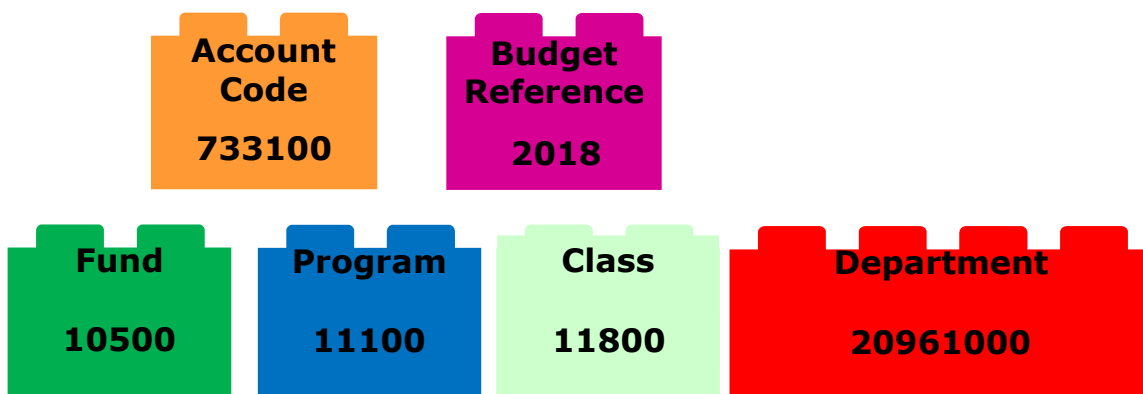 Account
Code
733100
Budget
Reference
2018
Fund
10500
Program
11100
Class
11800
Department
20961000